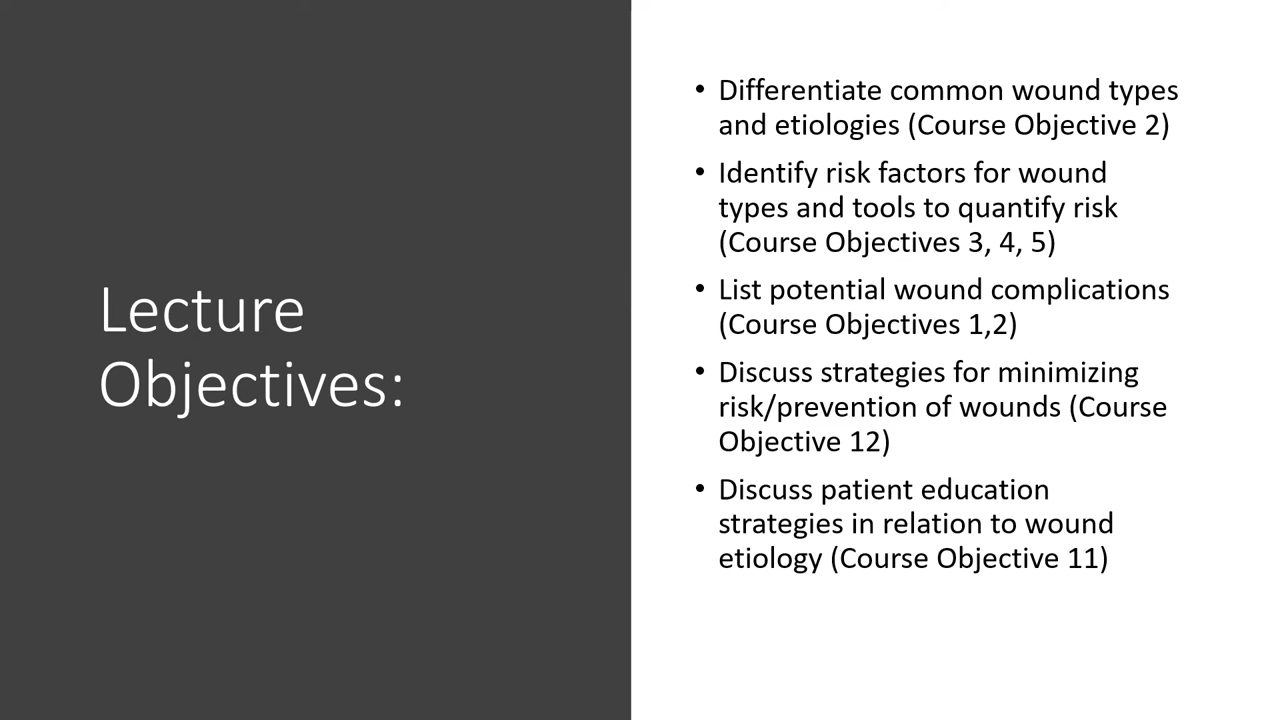 Lecture
Objectives:
• Differentiate common wound types
and etiologies (Course Objective 2)
• Identify risk factors for wound
types and tools to quantify risk
(Course Objectives 3, 4, 5)
• List potential wound complications
(Course Objectives 1,2)
• Discuss strategies for minimizing
risk/prevention of wounds (Course
Objective 12)
• Discuss patient education
strategies in relation to wound
etiology (Course Objective 11)